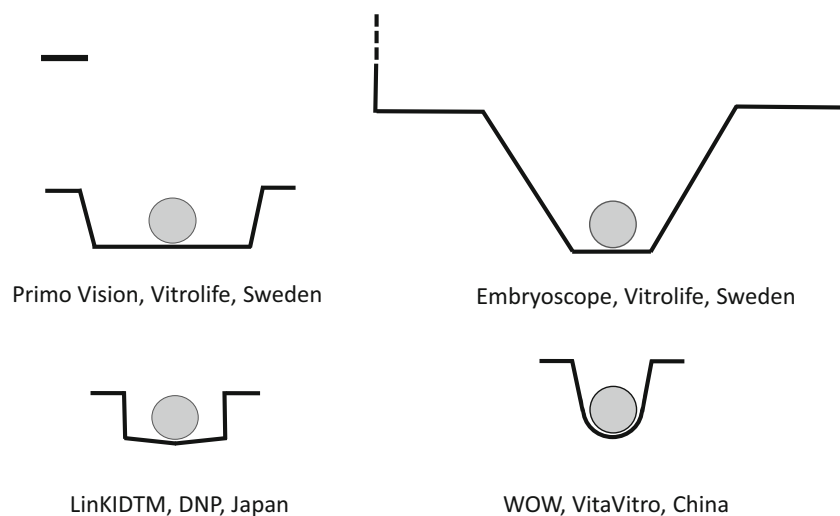 Primo Vision, Vitrolife, Sweden
Embryoscope, Vitrolife, Sweden
LinKIDTM, DNP, Japan
WOW, VitaVitro, China